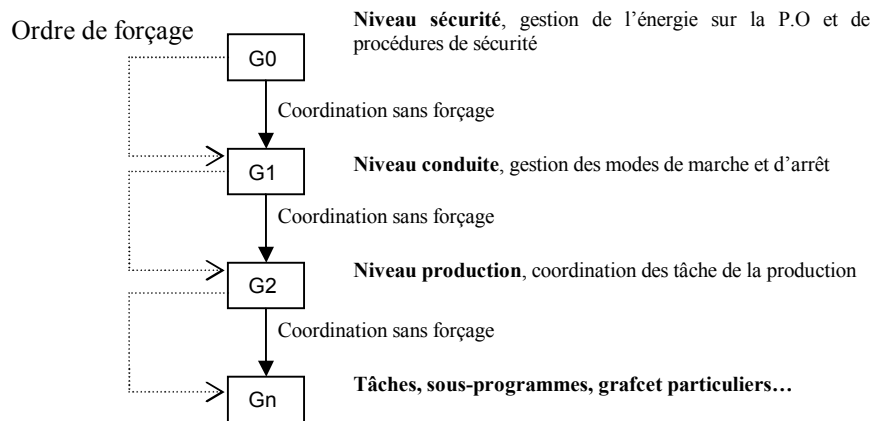 Ordre de forçage
Niveau sécurité, gestion de l'énergie sur la P.O et de
procédures de sécurité
G0
Coordination sans forçage
G1
Niveau conduite, gestion des modes de marche et d'arrêt
Coordination sans forçage
G2
Niveau production, coordination des tâche de la production
Coordination sans forçage
Gn
Tâches, sous-programmes, grafcet particuliers…